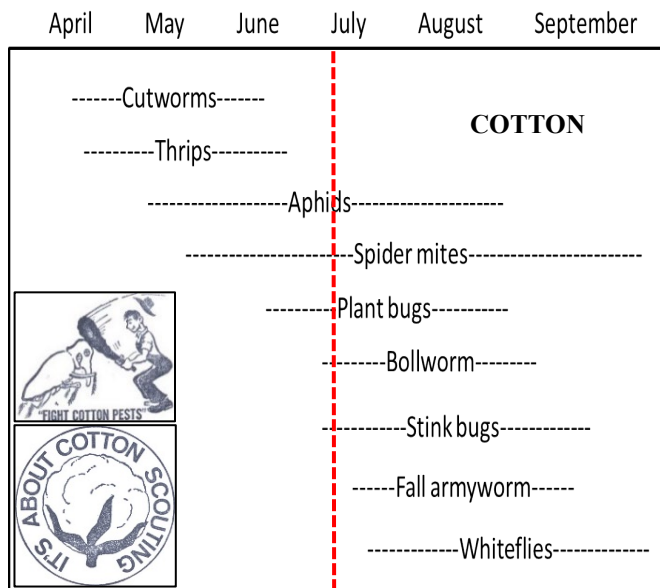 April May June July August September
COTTON
-------Cutworms-------
----------Thrips-----------
--------------------Aphids----------------------
------------------------Spider mites-------------------------
----------Plant bugs-----------
---------Bollworm---------
------------Stink bugs-------------
------Fall armyworm------
-------------Whiteflies--------------
"FIGHT COTTON PESTS"
IT'S ABOUT COTTON SCOUTING